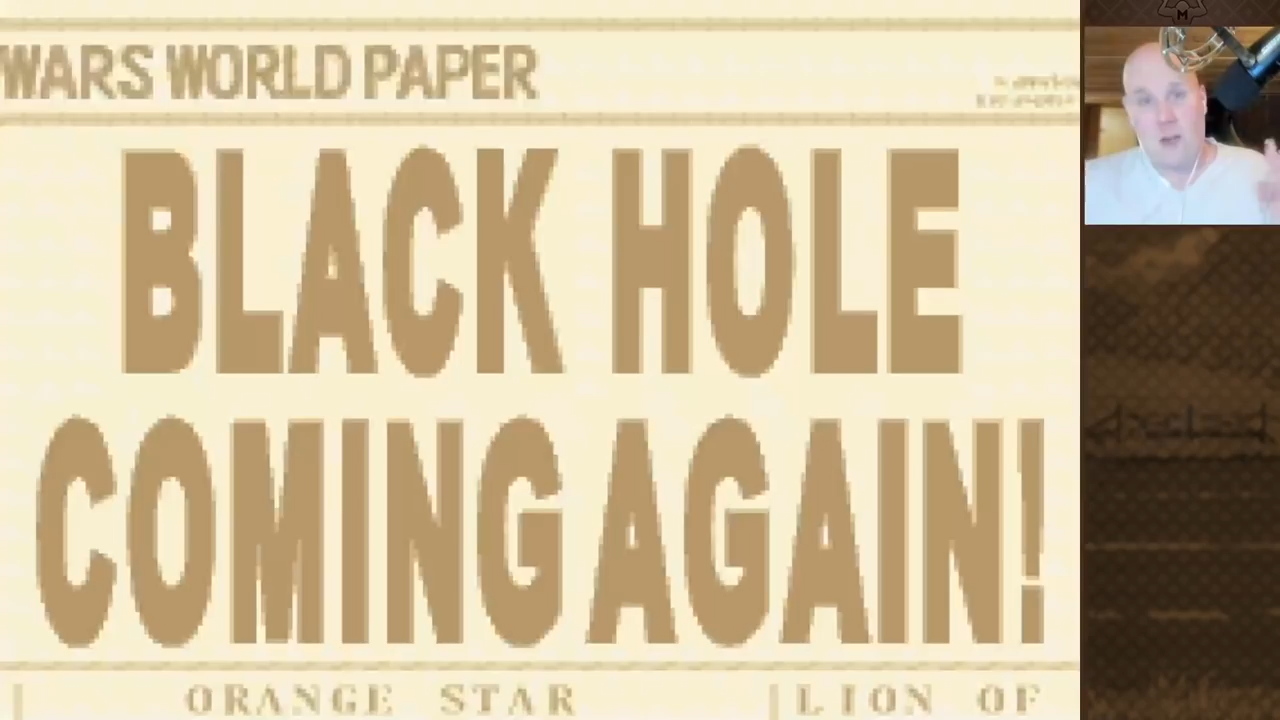 WARS WORLD PAPER
M
BLACK HOLE
COMING AGAIN!
ORANGE STAR
LION OF